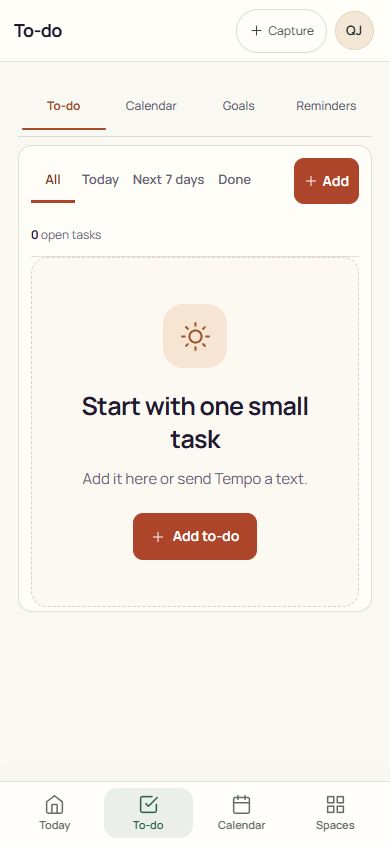 To-do
Capture
QJ
To-do Calendar Goals Reminders
All Today Next 7 days Done
Add
0 open tasks
Start with one small
task
Add it here or send Tempo a text.
Add to-do
Today To-do Calendar Spaces